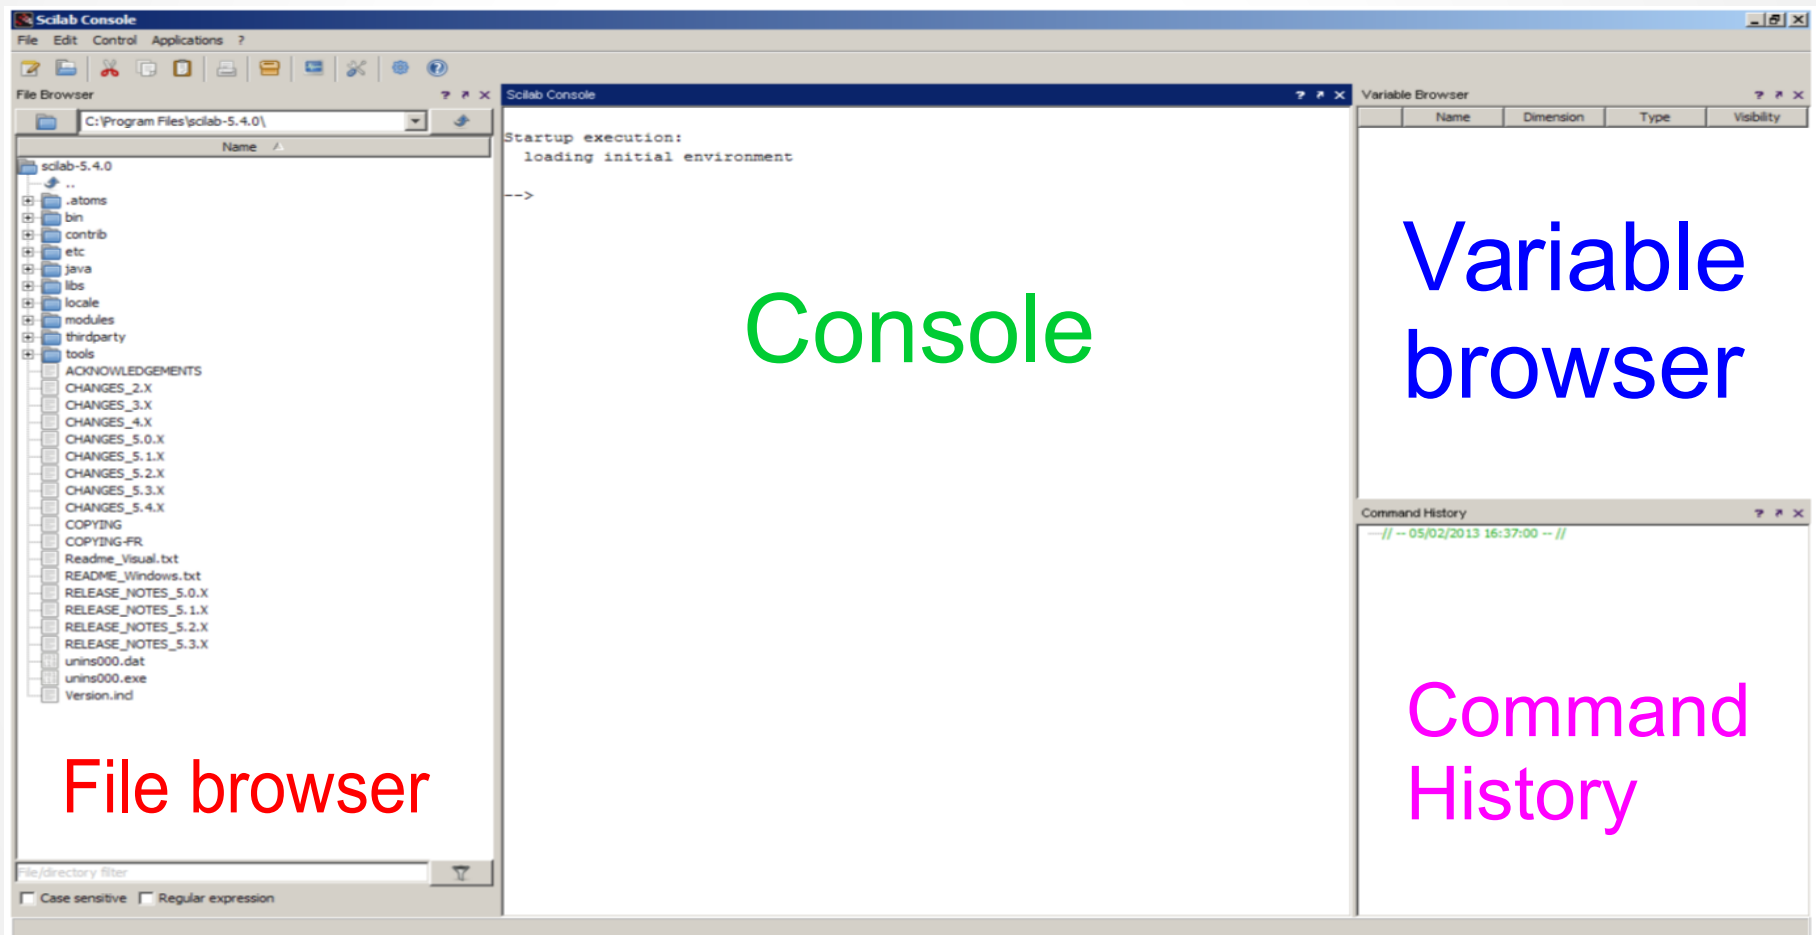 Scilab Console
File Edit Control Applications ?
File Browser ? 
C:\Program Files\scilab-5.4.0\
Name
scilab-5.4.0
..
.atoms
bin
contrib
etc
java
libs
locale
modules
thirdparty
tools
ACKNOWLEDGEMENTS
CHANGES_2.X
CHANGES_3.X
CHANGES_4.X
CHANGES_5.0.X
CHANGES_5.1.X
CHANGES_5.2.X
CHANGES_5.3.X
CHANGES_5.4.X
COPYING
COPYING-FR
Readme_Visual.txt
README_Windows.txt
RELEASE_NOTES_5.0.X
RELEASE_NOTES_5.1.X
RELEASE_NOTES_5.2.X
RELEASE_NOTES_5.3.X
unins000.dat
unins000.exe
Version.incl
File browser
File/directory filter
Case sensitive Regular expression
Scilab Console ?
Startup execution:
loading initial environment
-->
Console
Variable Browser ?
Name Dimension Type Visibility
Variable
browser
Command History ?
// -- 05/02/2013 16:37:00 -- //
Command
History